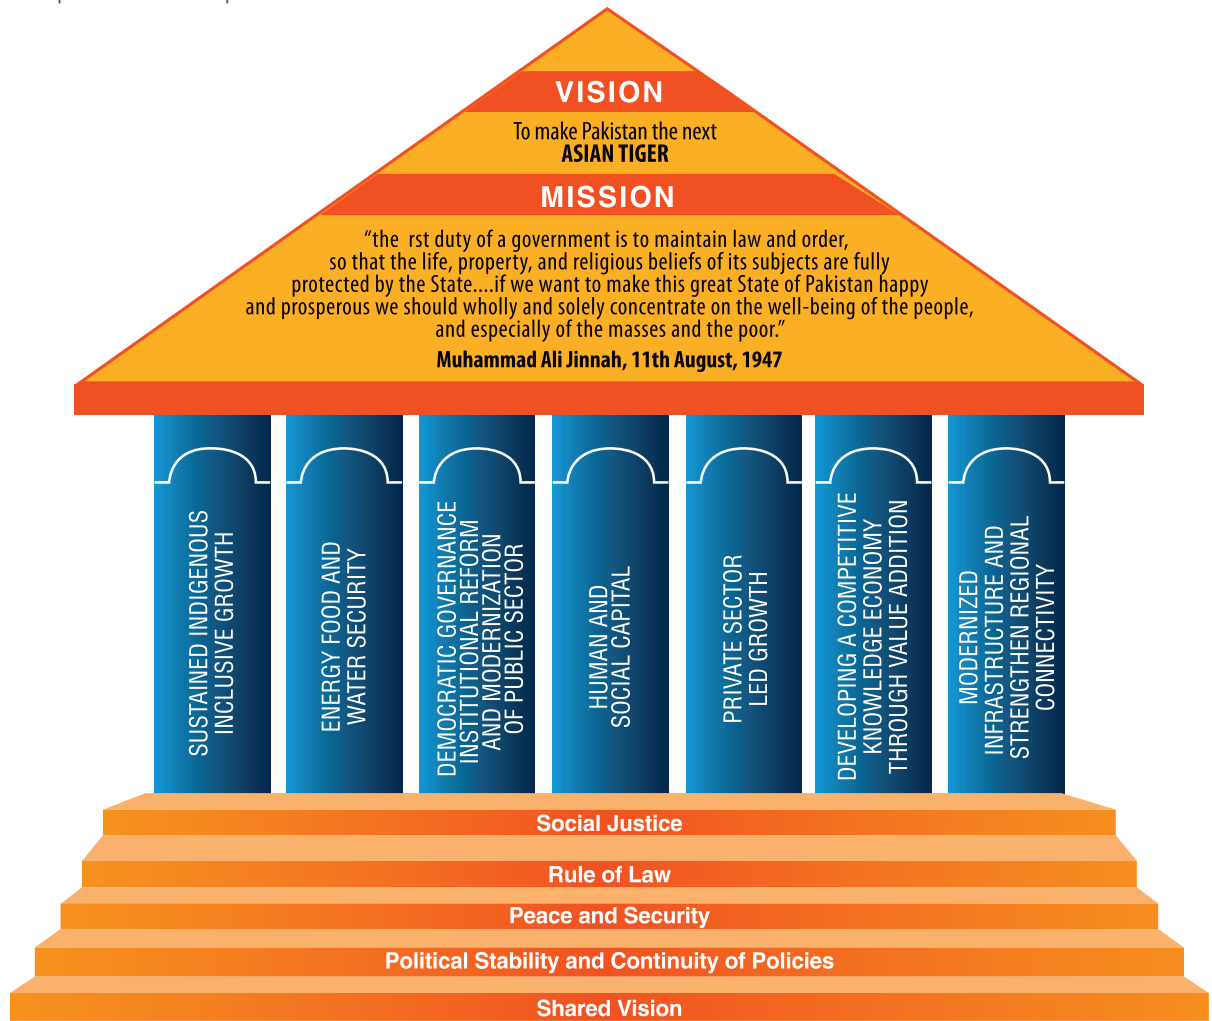 VISION
To make Pakistan the next
ASIAN TIGER
MISSION
“the rst duty of a government is to maintain law and order,
so that the life, property, and religious beliefs of its subjects are fully
protected by the State....if we want to make this great State of Pakistan happy
and prosperous we should wholly and solely concentrate on the well-being of the people,
and especially of the masses and the poor.”
Muhammad Ali Jinnah, 11th August, 1947
SUSTAINED INDIGENOUS
INCLUSIVE GROWTH
ENERGY FOOD AND
WATER SECURITY
DEMOCRATIC GOVERNANCE
INSTITUTIONAL REFORM
AND MODERNIZATION
OF PUBLIC SECTOR
HUMAN AND
SOCIAL CAPITAL
PRIVATE SECTOR
LED GROWTH
DEVELOPING A COMPETITIVE
KNOWLEDGE ECONOMY
THROUGH VALUE ADDITION
MODERNIZED
INFRASTRUCTURE AND
STRENGTHEN REGIONAL
CONNECTIVITY
Social Justice
Rule of Law
Peace and Security
Political Stability and Continuity of Policies
Shared Vision